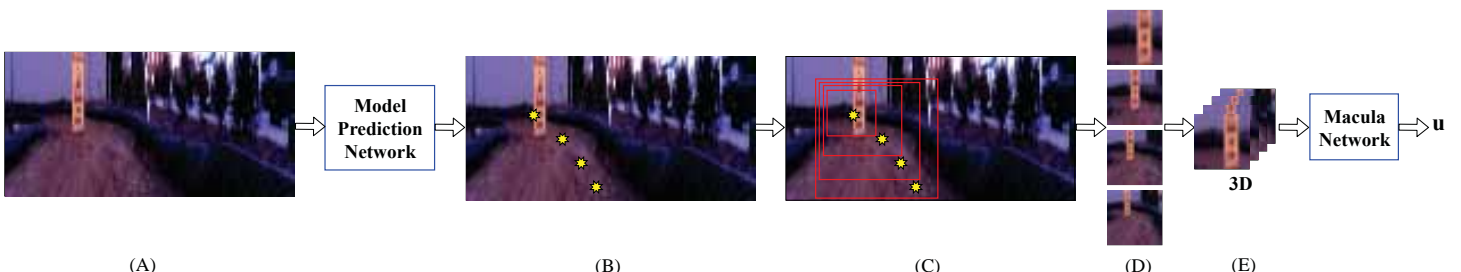 Model
Prediction
Network
3D
Macula
Network
u
(A)
(B)
(C)
(D)
(E)